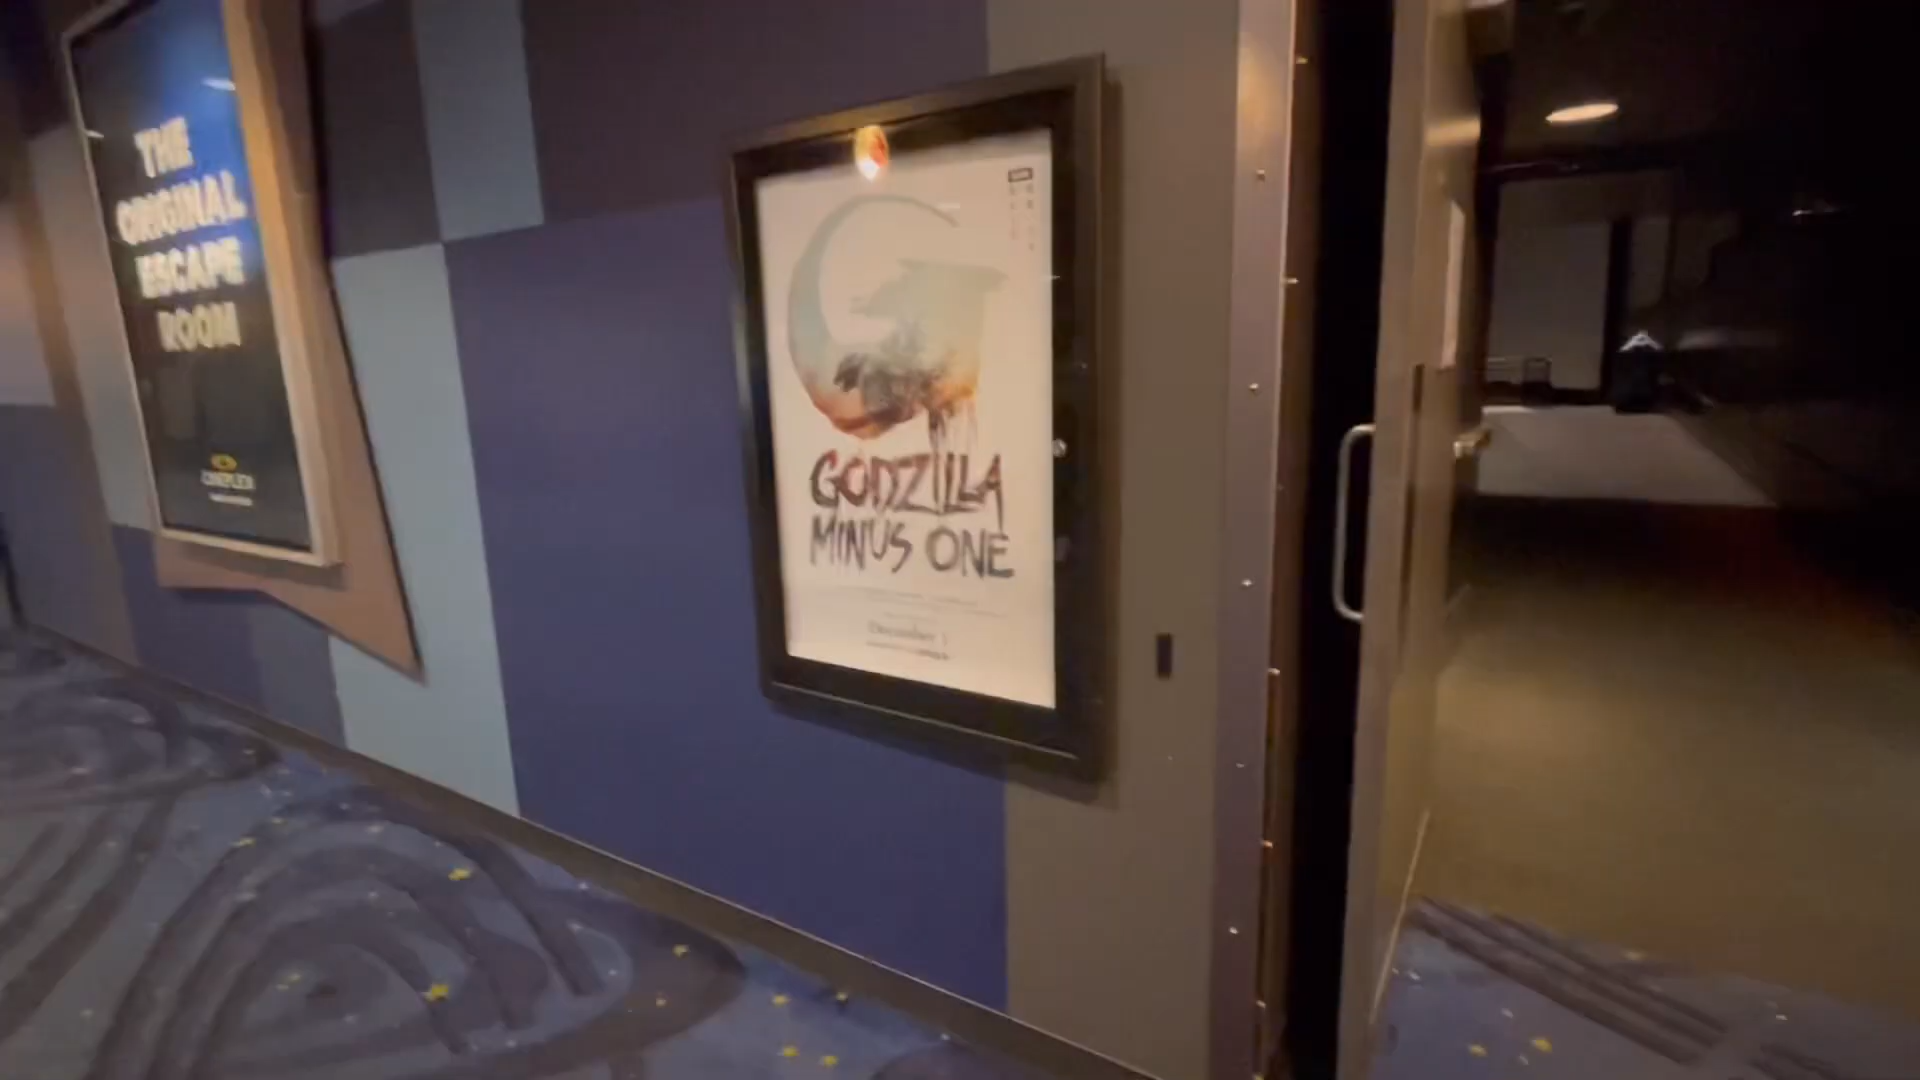 THE
ORIGINAL
ESCAPE
ROOM
CINEPLEX
GODZILLA
MINUS ONE
December 1